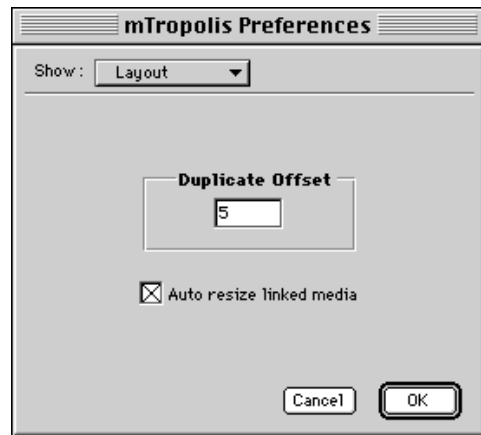 mTropolis Preferences
Show: Layout
Duplicate Offset
5
Auto resize linked media
Cancel OK